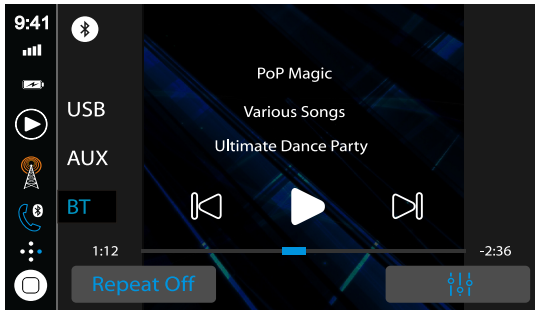 9:41
USB
AUX
BT
PoP Magic
Various Songs
Ultimate Dance Party
1:12
-2:36
Repeat Off